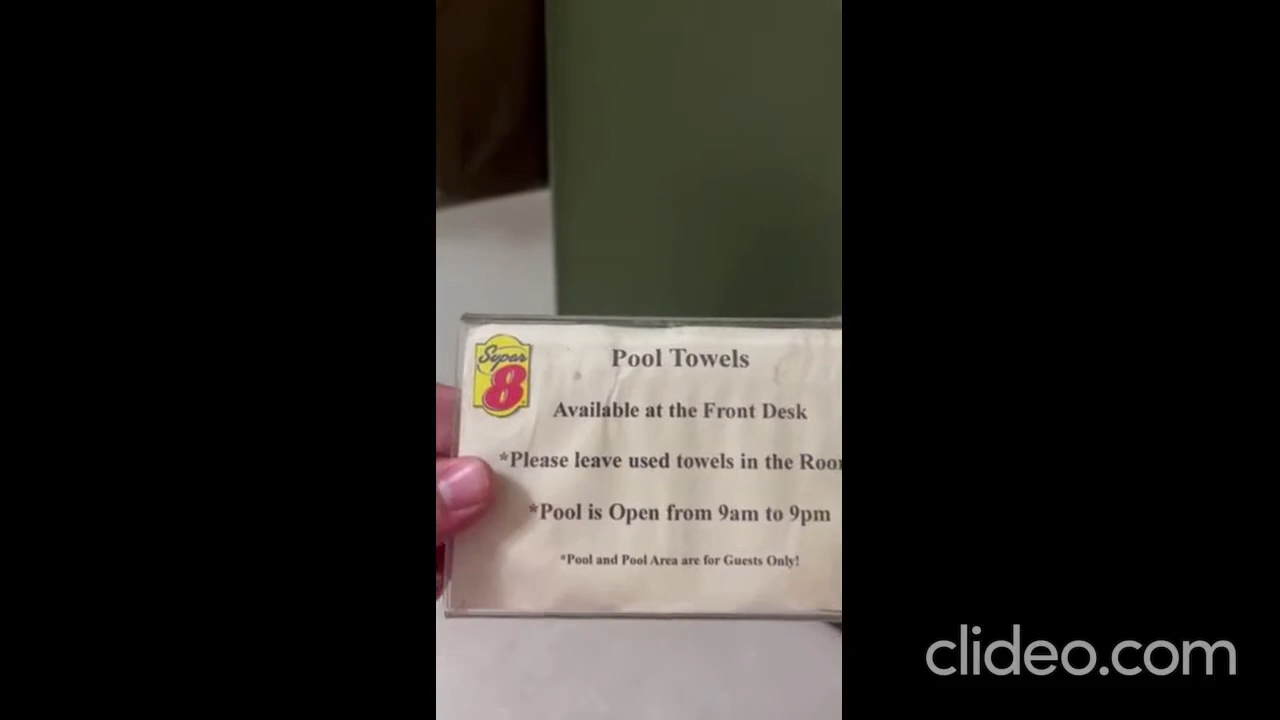 Super
8
Pool Towels
Available at the Front Desk
*Please leave used towels in the Roo
*Pool is Open from 9am to 9pm
*Pool and Pool Area are for Guests Only!
clideo.com